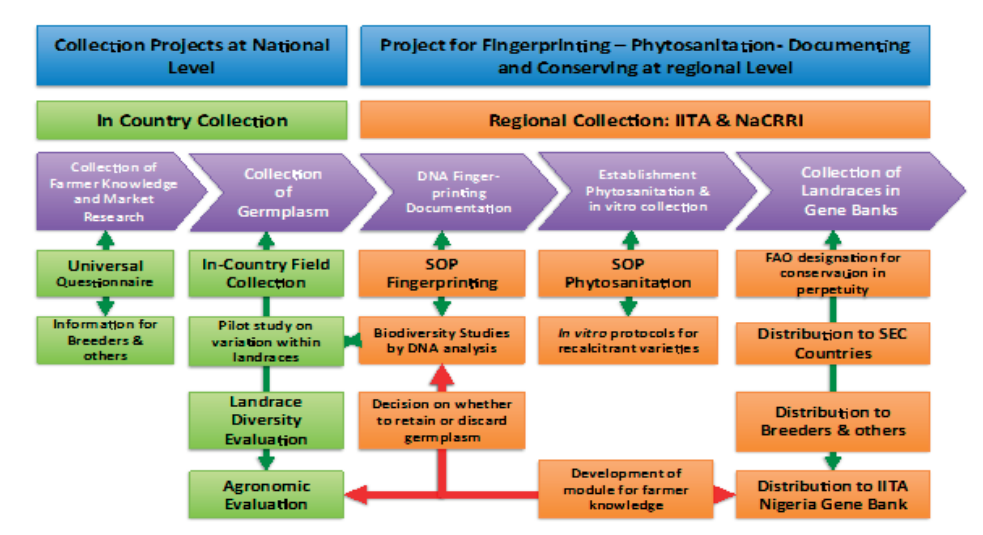 Collection Projects at National
Level
Project for Fingerprinting – Phytosanitation- Documenting
and Conserving at regional Level
In Country Collection
Regional Collection: IITA & NaCRRI
Collection of
Farmer Knowledge
and Market
Research
Collection
of
Germplasm
DNA Finger-
printing
Documentation
Establishment
Phytosanitation &
in vitro collection
Collection of
Landraces in
Gene Banks
Universal
Questionnaire
In-Country Field
Collection
SOP
Fingerprinting
SOP
Phytosanitation
FAO designation for
conservation in
perpetuity
Information for
Breeders &
others
Pilot study on
variation within
landraces
Biodiversity Studies
by DNA analysis
In vitro protocols for
recalcitrant varieties
Distribution to SEC
Countries
Landrace
Diversity
Evaluation
Decision on whether
to retain or discard
germplasm
Distribution to
Breeders & others
Agronomic
Evaluation
Development of
module for farmer
knowledge
Distribution to IITA
Nigeria Gene Bank